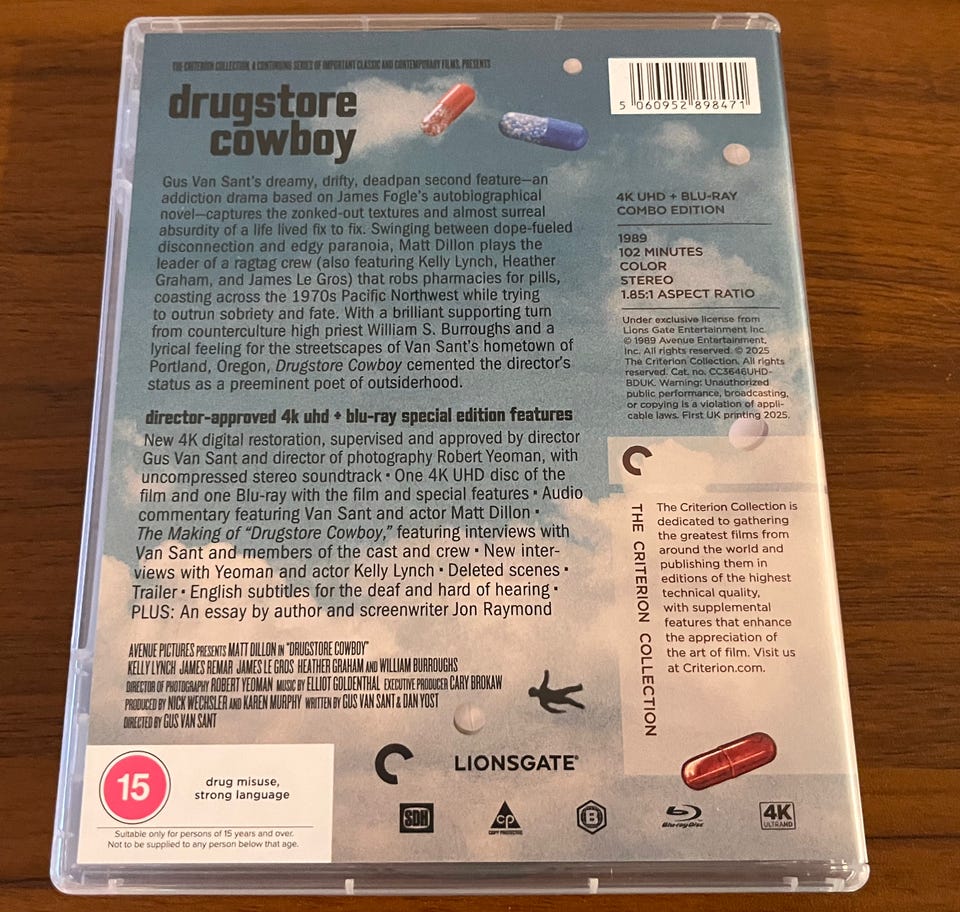 THE CRITERION COLLECTION, A CONTINUING SERIES OF IMPORTANT CLASSIC AND CONTEMPORARY FILMS, PRESENTS
drugstore
cowboy
Gus Van Sant's dreamy, drifty, deadpan second feature—an
addiction drama based on James Fogle's autobiographical
novel—captures the zonked-out textures and almost surreal
absurdity of a life lived fix to fix. Swinging between dope-fueled
disconnection and edgy paranoia, Matt Dillon plays the
leader of a ragtag crew (also featuring Kelly Lynch, Heather
Graham, and James Le Gros) that robs pharmacies for pills,
coasting across the 1970s Pacific Northwest while trying
to outrun sobriety and fate. With a brilliant supporting turn
from counterculture high priest William S. Burroughs and a
lyrical feeling for the streetscapes of Van Sant's hometown of
Portland, Oregon, Drugstore Cowboy cemented the director's
status as a preeminent poet of outsiderhood.
director-approved 4k uhd + blu-ray special edition features
New 4K digital restoration, supervised and approved by director
Gus Van Sant and director of photography Robert Yeoman, with
uncompressed stereo soundtrack • One 4K UHD disc of the
film and one Blu-ray with the film and special features • Audio
commentary featuring Van Sant and actor Matt Dillon •
The Making of "Drugstore Cowboy," featuring interviews with
Van Sant and members of the cast and crew • New inter-
views with Yeoman and actor Kelly Lynch • Deleted scenes •
Trailer • English subtitles for the deaf and hard of hearing •
PLUS: An essay by author and screenwriter Jon Raymond
AVENUE PICTURES PRESENTS MATT DILLON IN "DRUGSTORE COWBOY"
KELLY LYNCH JAMES REMAR JAMES LE GROS HEATHER GRAHAM AND WILLIAM BURROUGHS
DIRECTOR OF PHOTOGRAPHY ROBERT YEOMAN MUSIC BY ELLIOT GOLDENTHAL EXECUTIVE PRODUCER CARY BROKAW
PRODUCED BY NICK WECHSLER AND KAREN MURPHY WRITTEN BY GUS VAN SANT & DAN YOST
DIRECTED BY GUS VAN SANT
15
drug misuse,
strong language
Suitable only for persons of 15 years and over.
Not to be supplied to any person below that age.
5 060952 898471
4K UHD + BLU-RAY
COMBO EDITION
1989
102 MINUTES
COLOR
STEREO
1.85:1 ASPECT RATIO
Under exclusive license from
Lions Gate Entertainment Inc.
© 1989 Avenue Entertainment,
Inc. All rights reserved. © 2025
The Criterion Collection. All rights
reserved. Cat. no. CC3646UHD-
BDUK. Warning: Unauthorized
public performance, broadcasting,
or copying is a violation of appli-
cable laws. First UK printing 2025.
THE CRITERION COLLECTION
The Criterion Collection is
dedicated to gathering
the greatest films from
around the world and
publishing them in
editions of the highest
technical quality,
with supplemental
features that enhance
the appreciation of
the art of film. Visit us
at Criterion.com.
LIONSGATE®
SDH
CP
COPY PROTECTED
B
Blu-ray Disc
4K
ULTRAHD